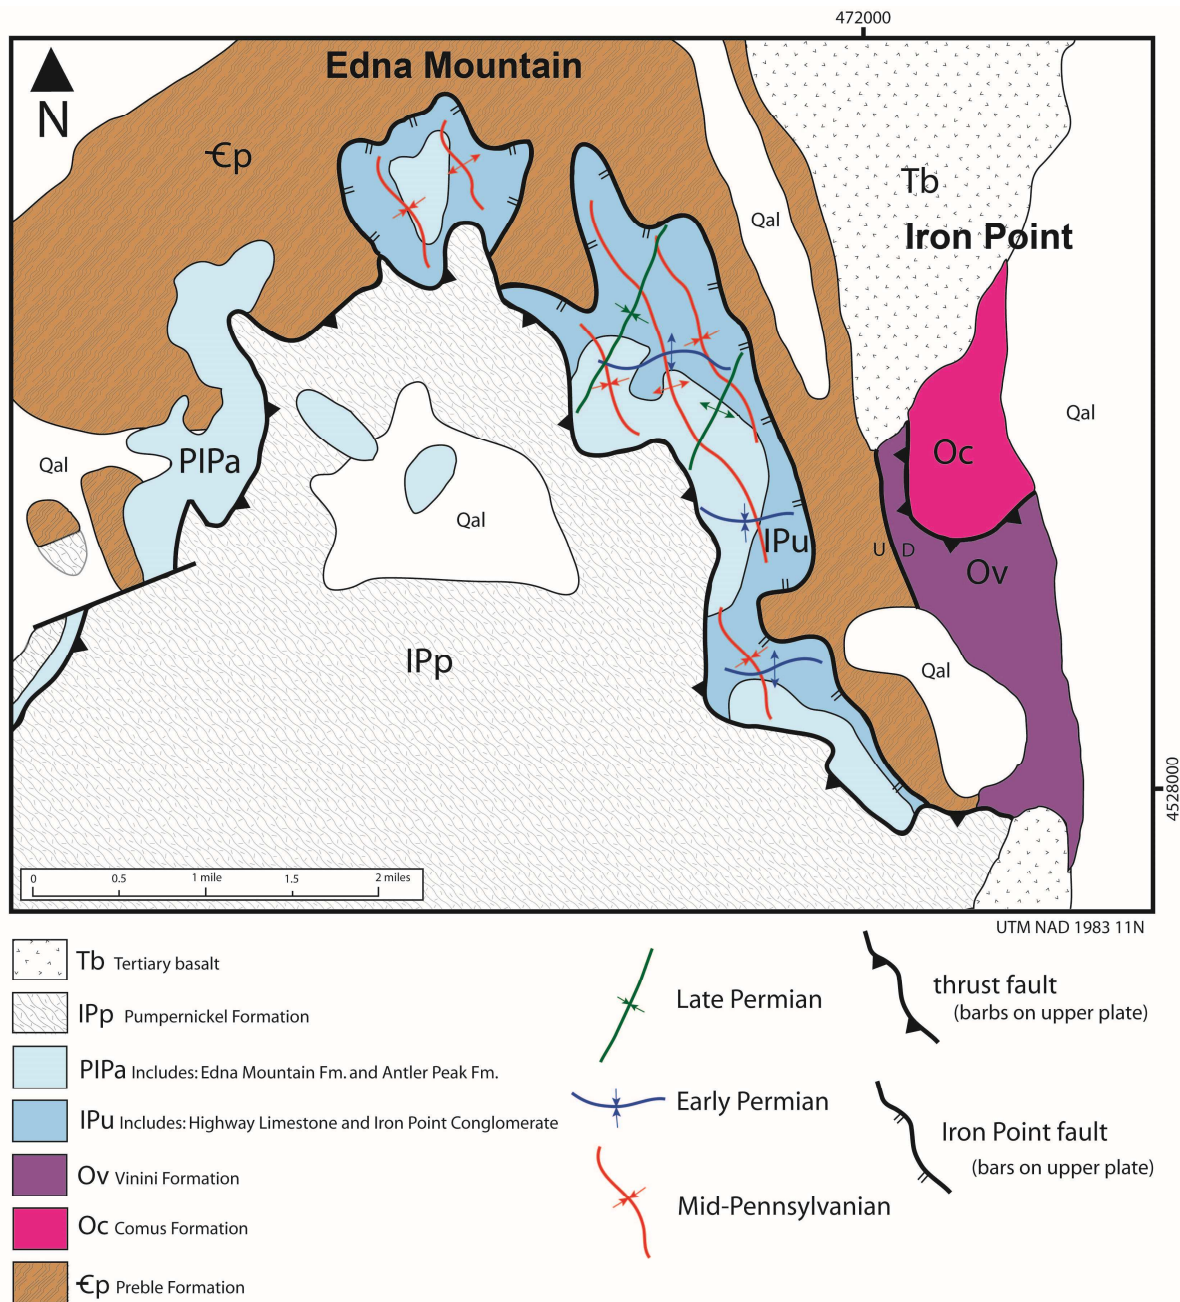 472000
Edna Mountain
N
Ꞓp
Tb
Qal
Iron Point
Qal
Oc
PIPa
Qal
Qal
IPu
U D
Ov
IPp
Qal
4528000
0 0.5 1 mile 1.5 2 miles
UTM NAD 1983 11N
Tb Tertiary basalt
IPp Pumpernickel Formation
PIPa Includes: Edna Mountain Fm. and Antler Peak Fm.
IPu Includes: Highway Limestone and Iron Point Conglomerate
Ov Vinini Formation
Oc Comus Formation
Ꞓp Preble Formation
Late Permian
Early Permian
Mid-Pennsylvanian
thrust fault
(barbs on upper plate)
Iron Point fault
(bars on upper plate)